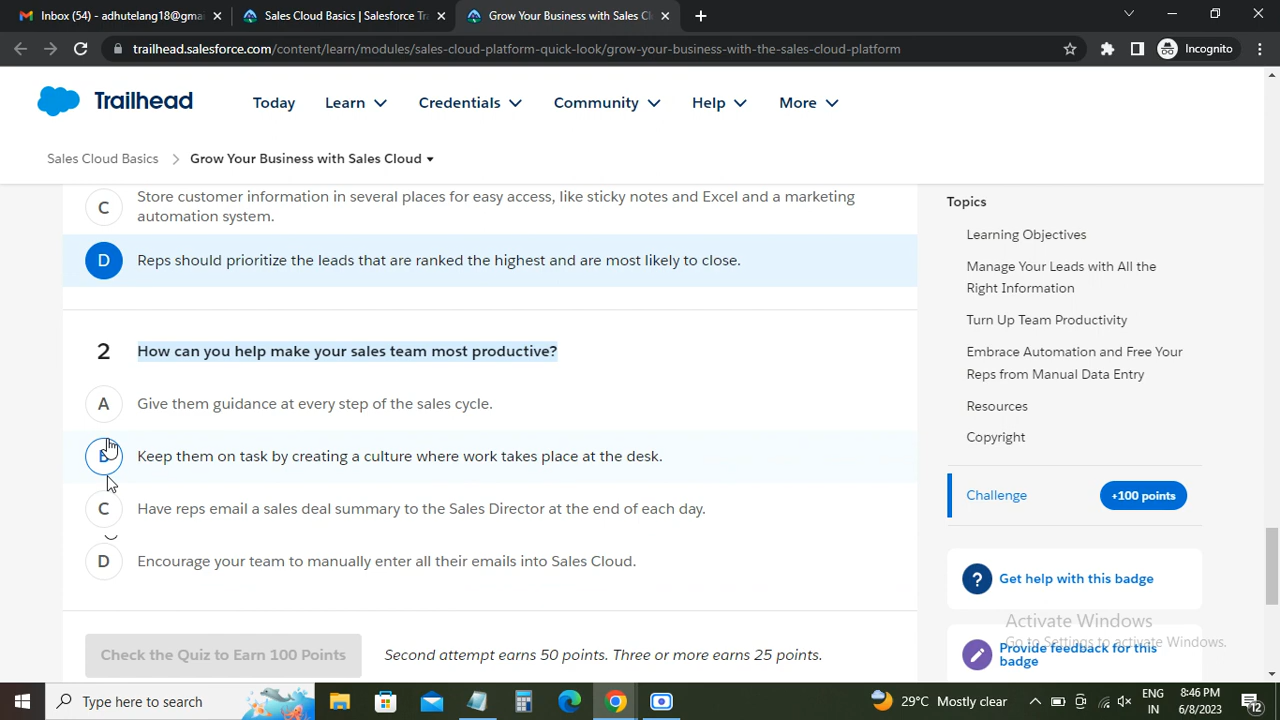 Inbox (54) - adhutelang18@gma
Sales Cloud Basics | Salesforce Tr
Grow Your Business with Sales Cl
trailhead.salesforce.com/content/learn/modules/sales-cloud-platform-quick-look/grow-your-business-with-the-sales-cloud-platform
Incognito
Trailhead
Today
Learn
Credentials
Community
Help
More
Sales Cloud Basics > Grow Your Business with Sales Cloud
C Store customer information in several places for easy access, like sticky notes and Excel and a marketing
automation system.
D Reps should prioritize the leads that are ranked the highest and are most likely to close.
2 How can you help make your sales team most productive?
A Give them guidance at every step of the sales cycle.
B Keep them on task by creating a culture where work takes place at the desk.
C Have reps email a sales deal summary to the Sales Director at the end of each day.
D Encourage your team to manually enter all their emails into Sales Cloud.
Check the Quiz to Earn 100 Points
Second attempt earns 50 points. Three or more earns 25 points.
Topics
Learning Objectives
Manage Your Leads with All the
Right Information
Turn Up Team Productivity
Embrace Automation and Free Your
Reps from Manual Data Entry
Resources
Copyright
Challenge
+100 points
? Get help with this badge
Activate Windows
Go to Settings to activate Windows.
Provide feedback for this
badge
Type here to search
29°C Mostly clear
ENG
IN
8:46 PM
6/8/2023
12